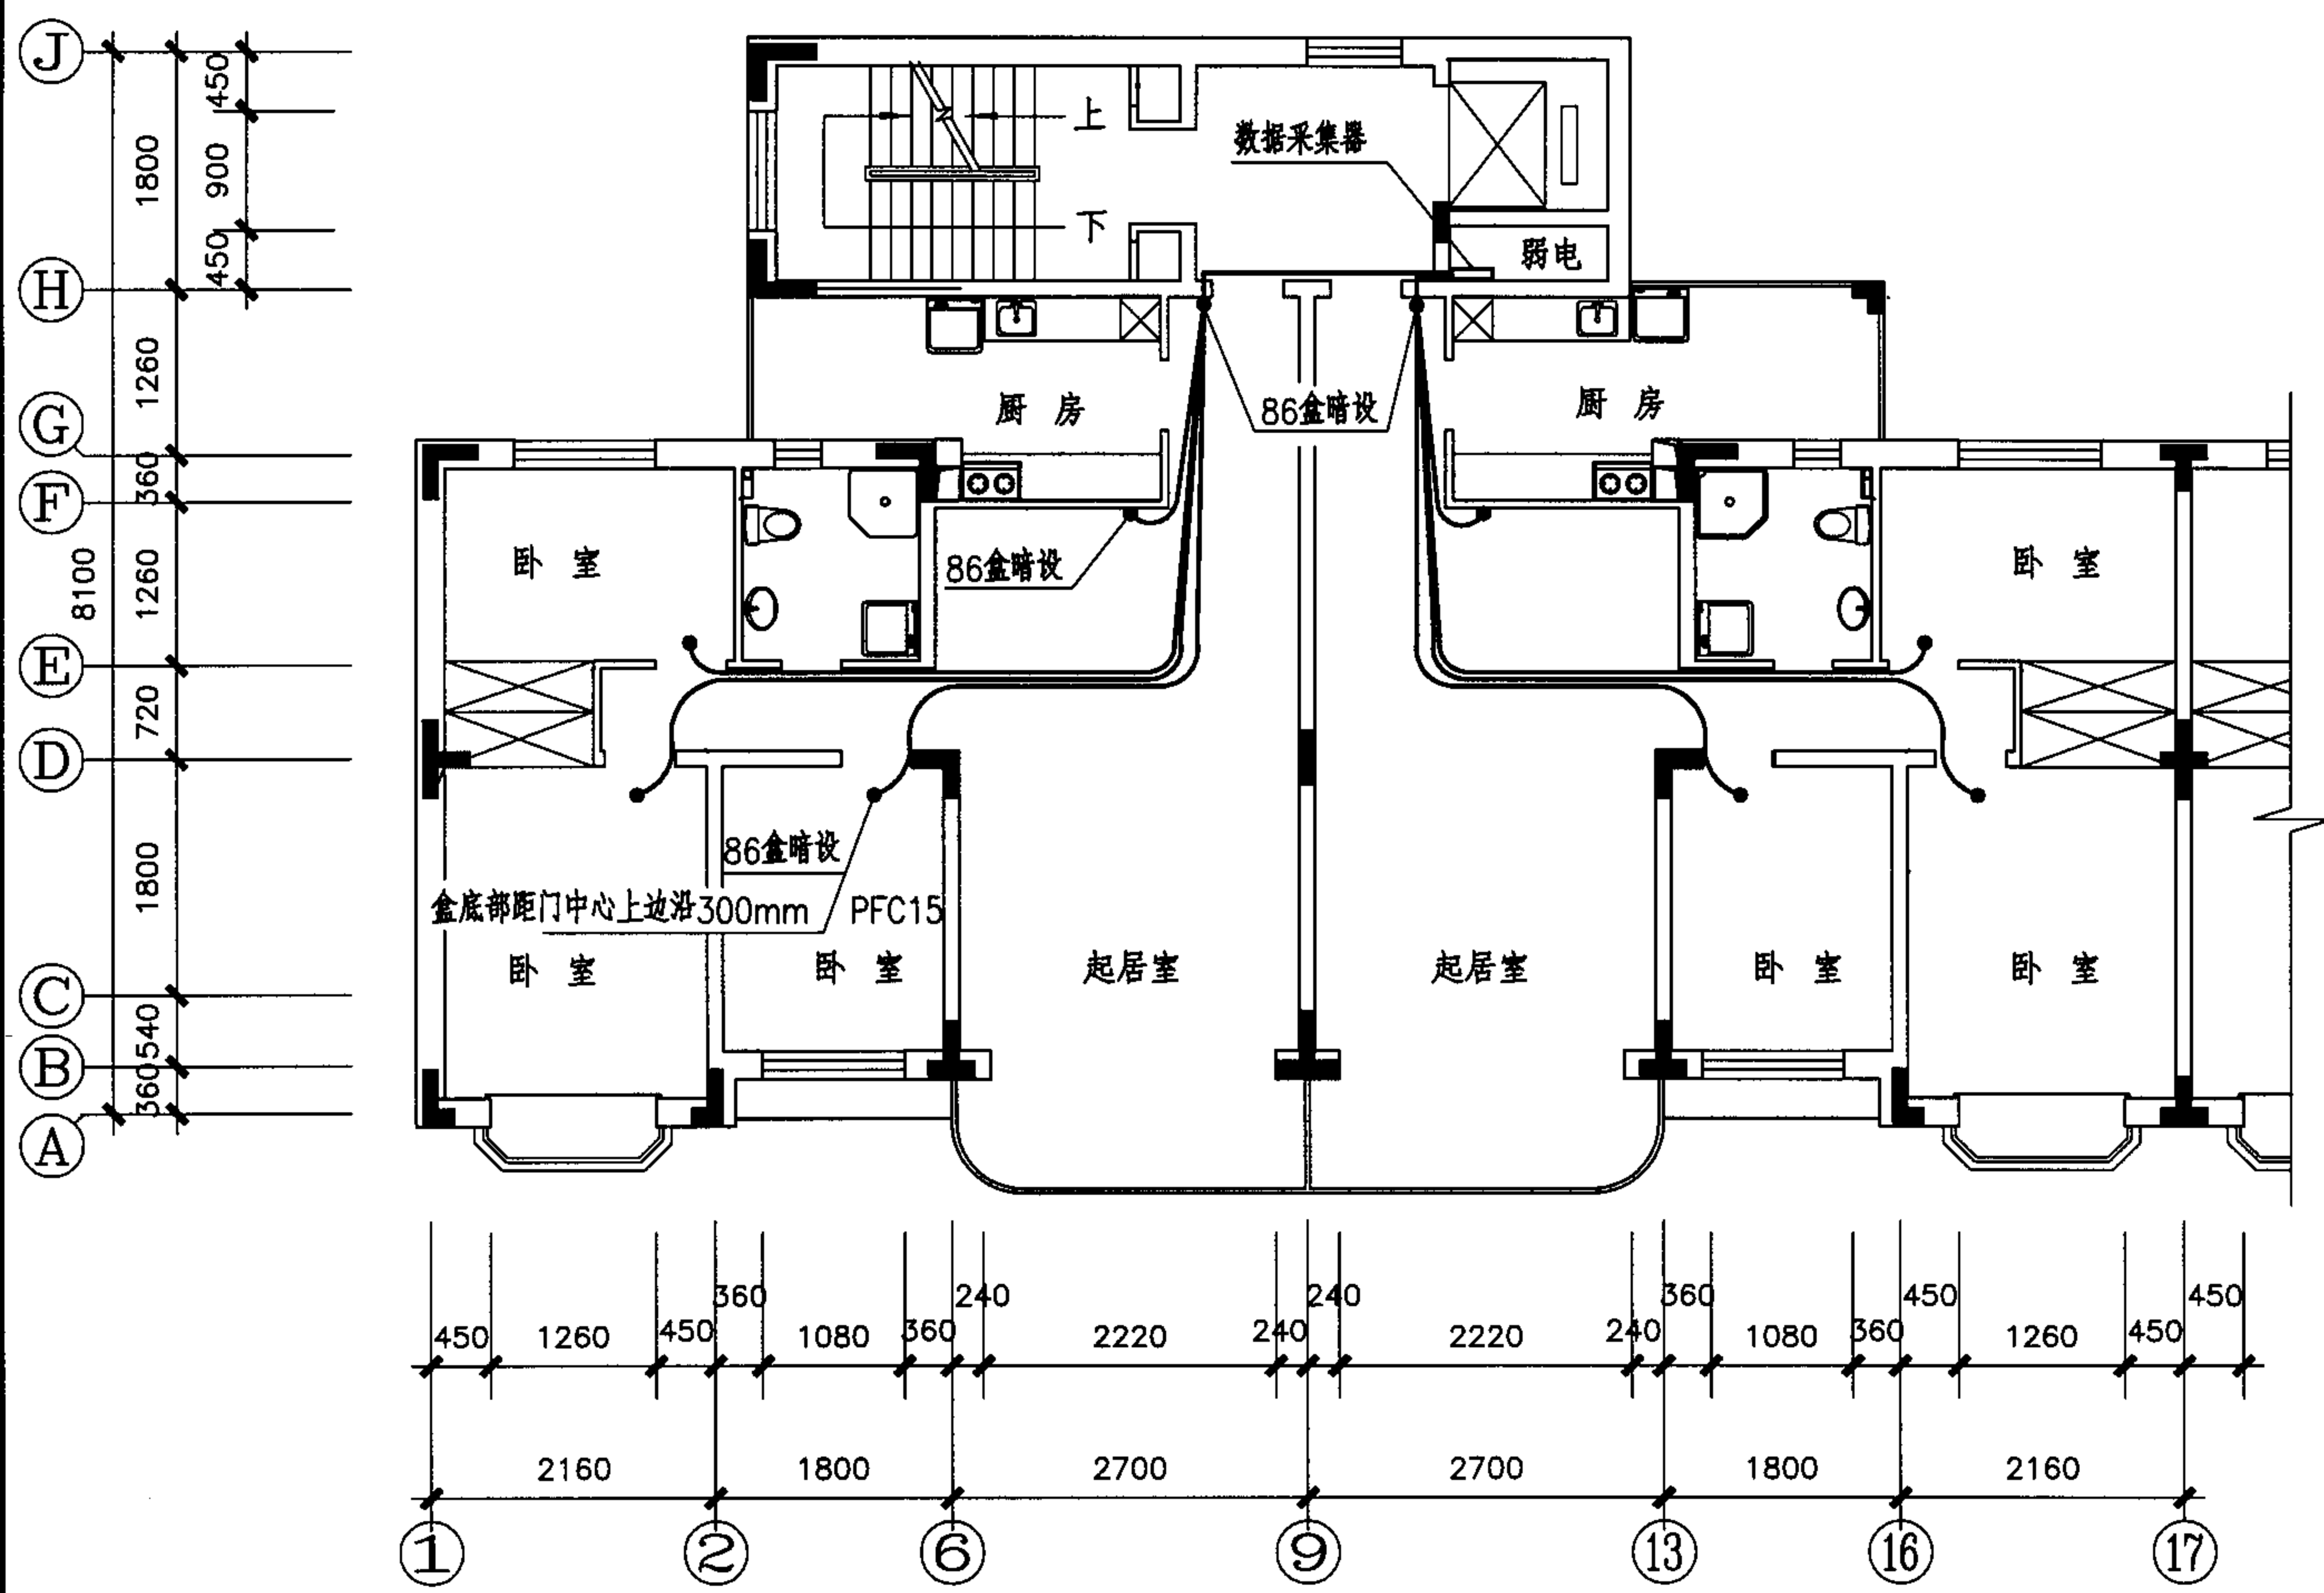 J
450
1800
900
上
数据采集器
下
450
弱电
H
1260
厨 房
86盒暗设
厨 房
G
360
F
卧 室
86盒暗设
卧 室
8100
1260
E
720
D
86盒暗设
1800
盒底部距门中心上边沿300mm
PFC15
卧 室
卧 室
起居室
起居室
卧 室
卧 室
C
540
B
360
A
450
1260
450
360
1080
360
240
2220
240
240
2220
240
360
1080
360
450
1260
450
450
2160
1800
2700
2700
1800
2160
1
2
6
9
13
16
17